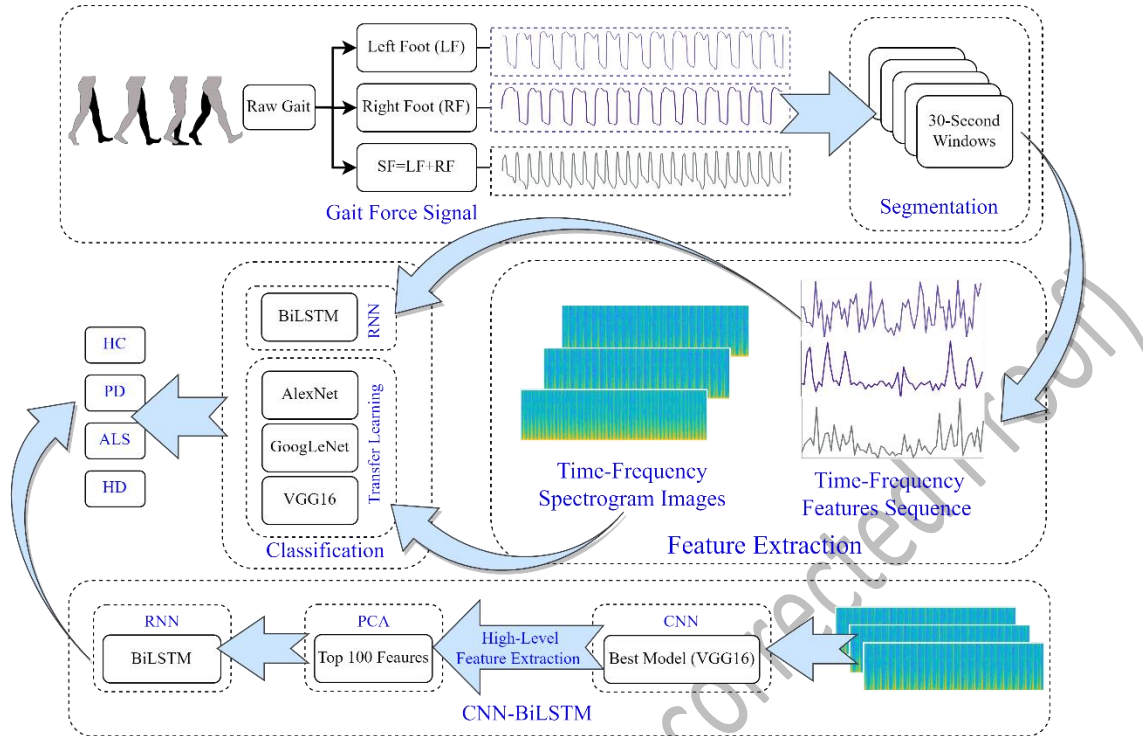 Left Foot (LF)
Raw Gait
Right Foot (RF)
SF=LF+RF
Gait Force Signal
30-Second
Windows
Segmentation
BiLSTM
RNN
AlexNet
GoogLeNet
VGG16
Transfer Learning
Classification
HC
PD
ALS
HD
Time-Frequency
Spectrogram Images
Time-Frequency
Features Sequence
Feature Extraction
RNN
BiLSTM
PCA
Top 100 Feaures
High-Level
Feature Extraction
CNN
Best Model (VGG16)
CNN-BiLSTM
corrected Proof)